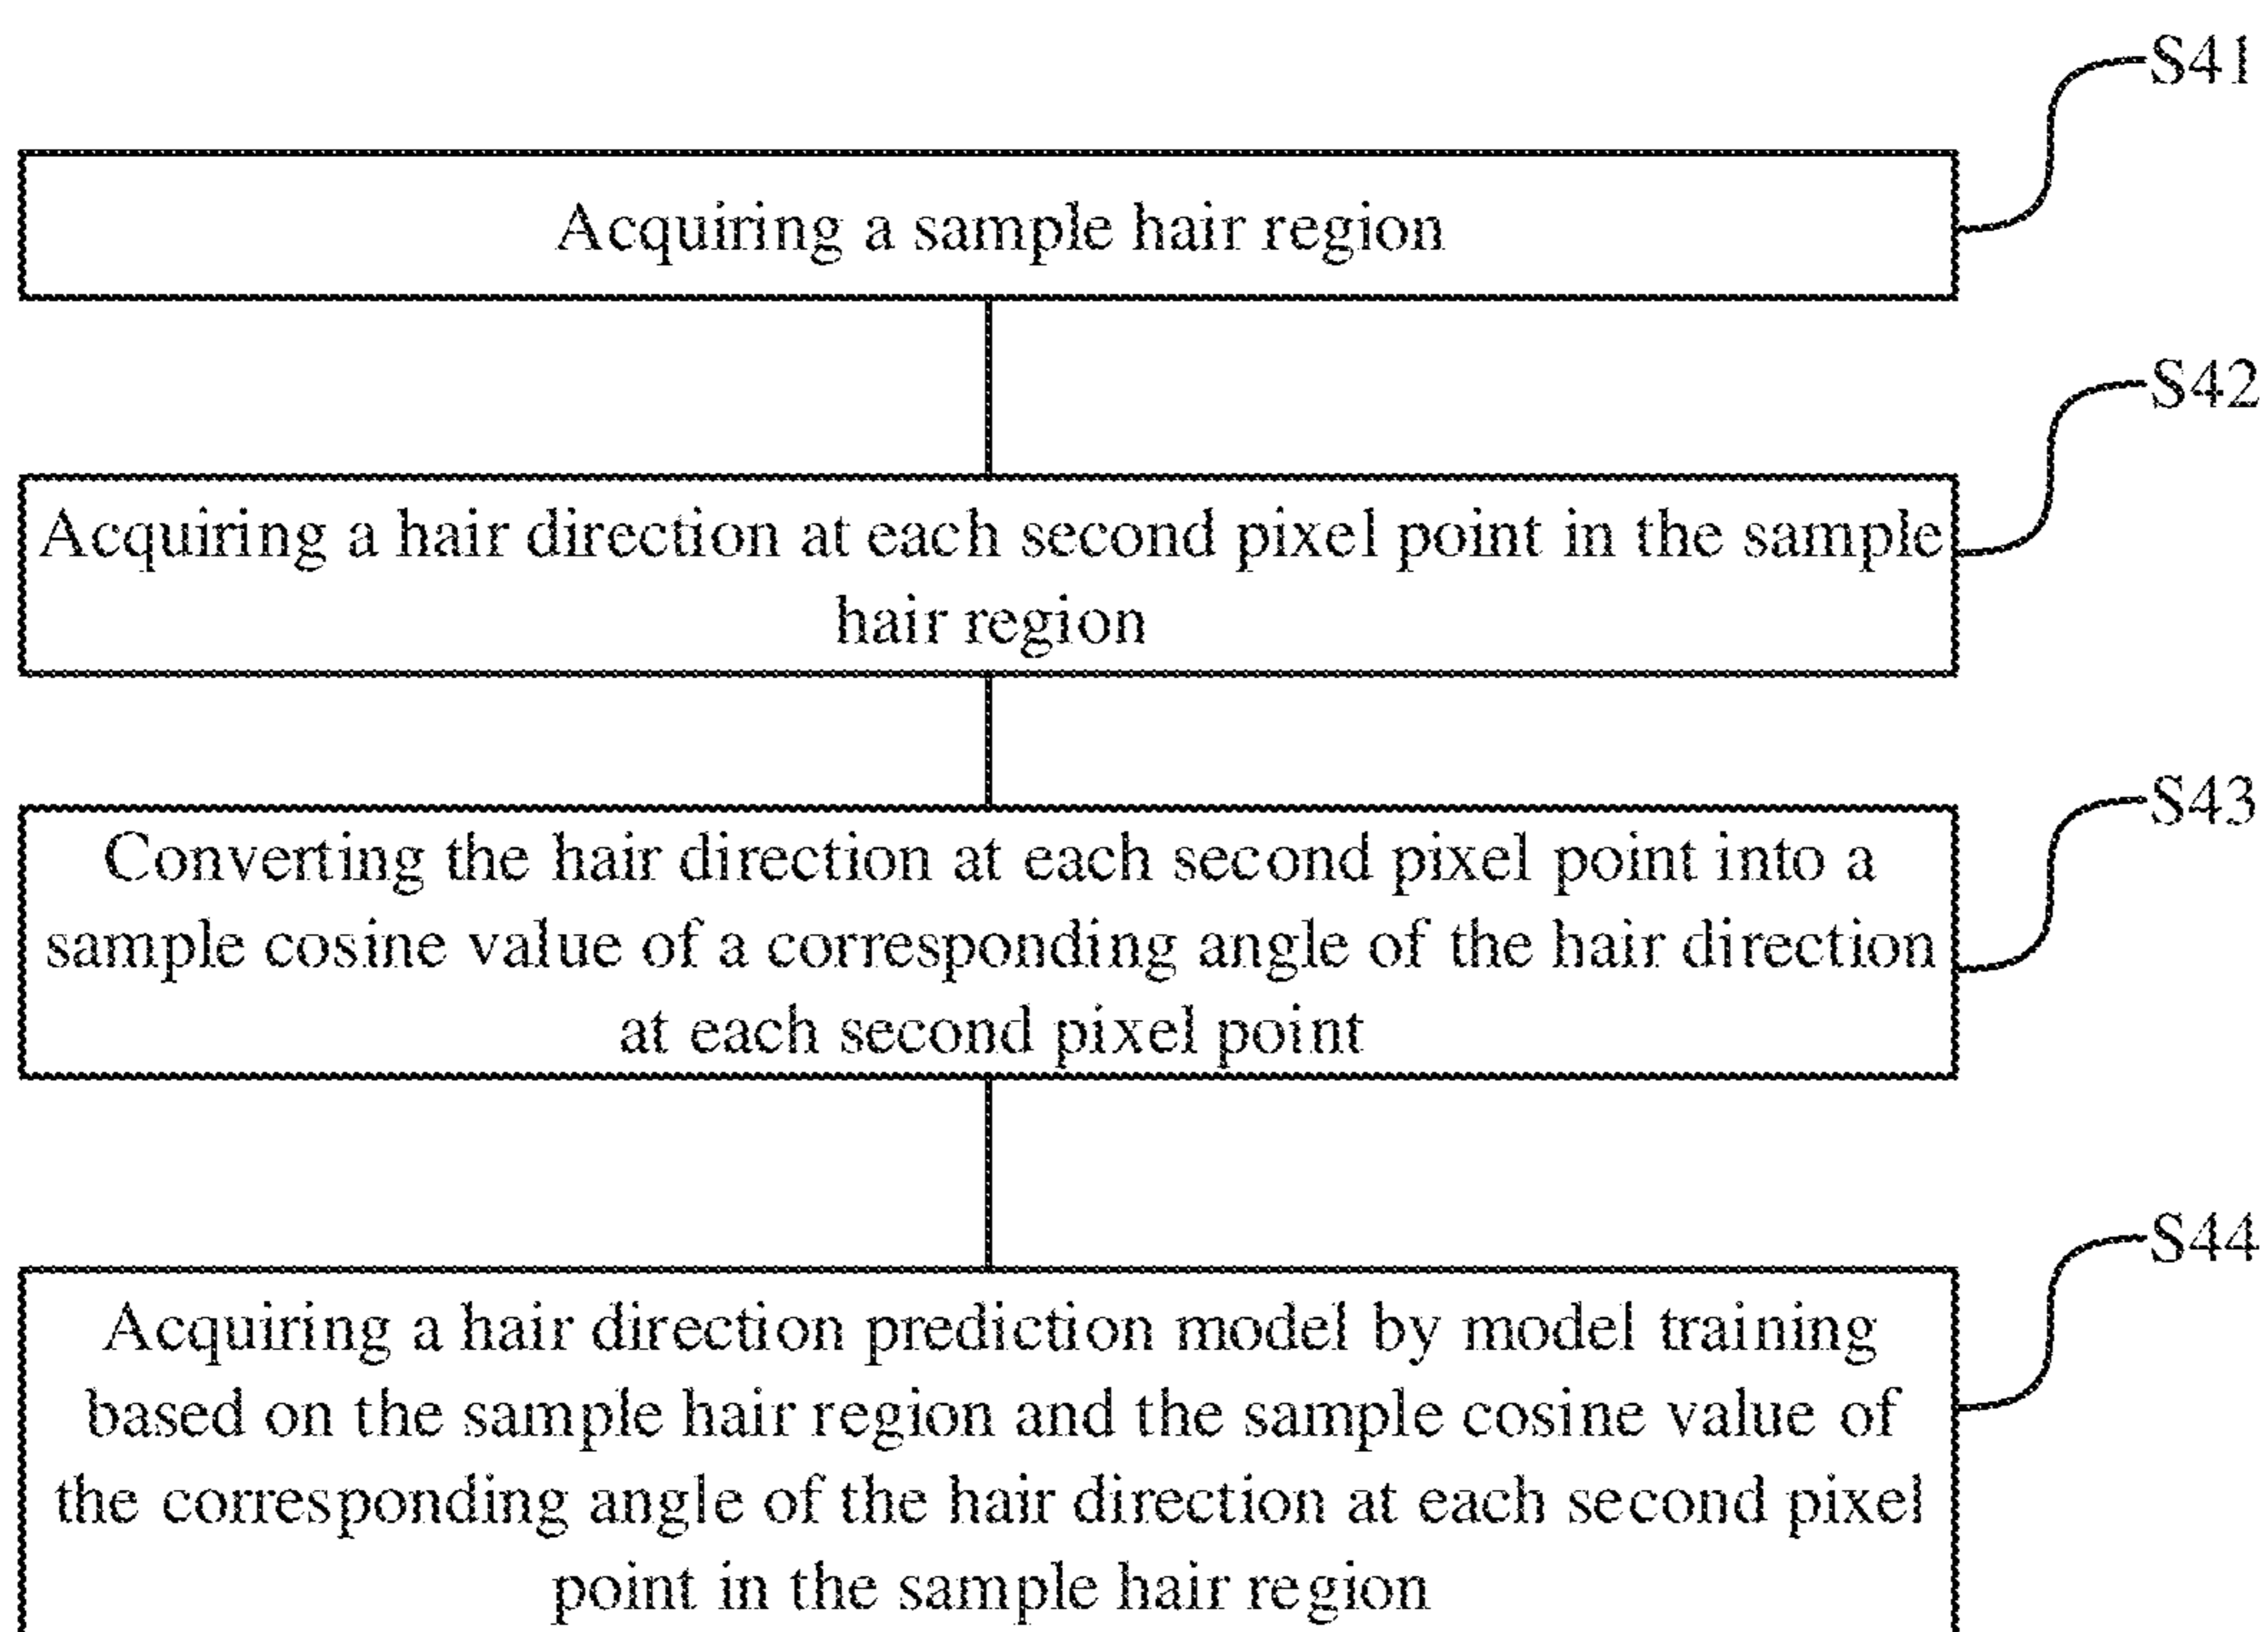 S41
Acquiring a sample hair region
S42
Acquiring a hair direction at each second pixel point in the sample
hair region
S43
Converting the hair direction at each second pixel point into a
sample cosine value of a corresponding angle of the hair direction
at each second pixel point
S44
Acquiring a hair direction prediction model by model training
based on the sample hair region and the sample cosine value of
the corresponding angle of the hair direction at each second pixel
point in the sample hair region